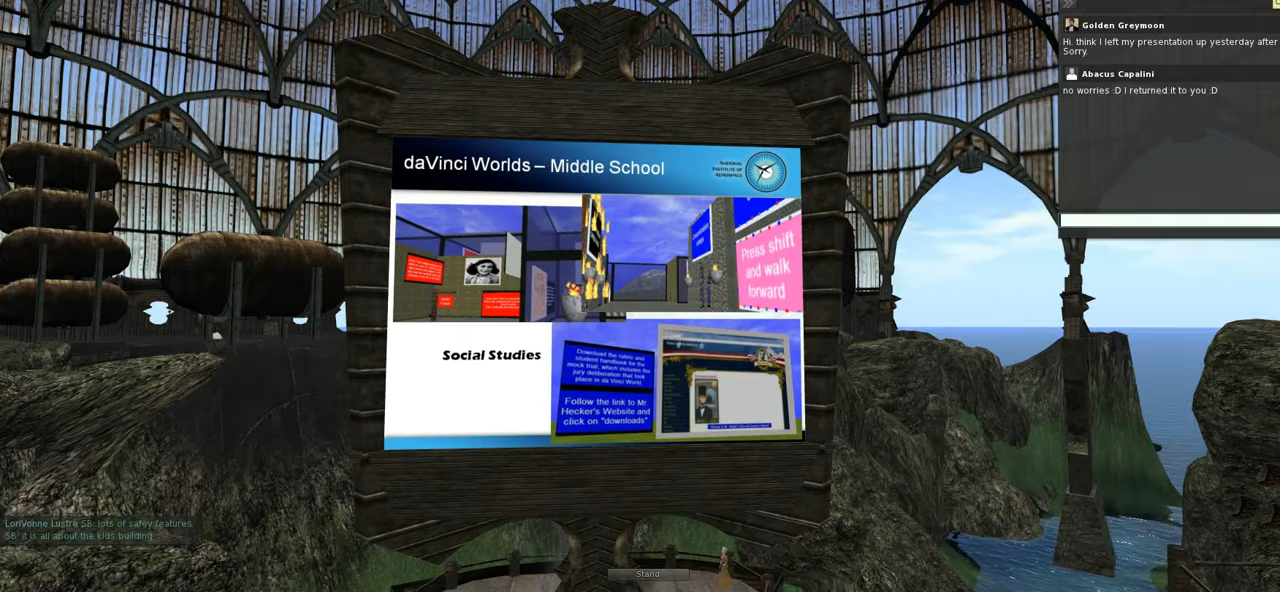 Golden Greymoon
Hi. think I left my presentation up yesterday after
Sorry.
Abacus Capalini
no worries :D I returned it to you :D
daVinci Worlds – Middle School
NATIONAL
INSTITUTE OF
AEROSPACE
Press shift
and walk
forward
Social Studies
Download the rubric and
student handbook for the
mock trial, which includes the
jury deliberation that took
place in da Vinci World.
Follow the link to Mr.
Hecker's Website and
click on "downloads"
LoriVonne Lustre SB: lots of safey features
SB: it is all about the kids building
Stand